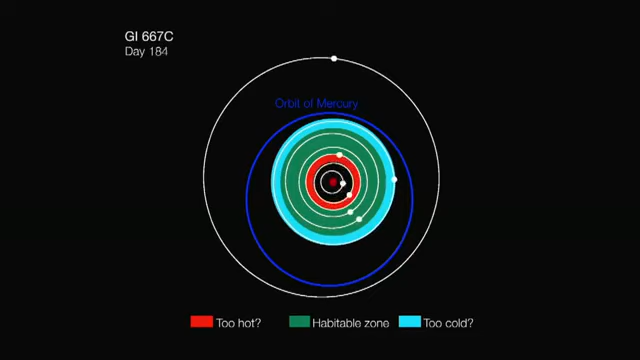 Gl 667C
Day 184
Orbit of Mercury
Too hot?
Habitable zone
Too cold?